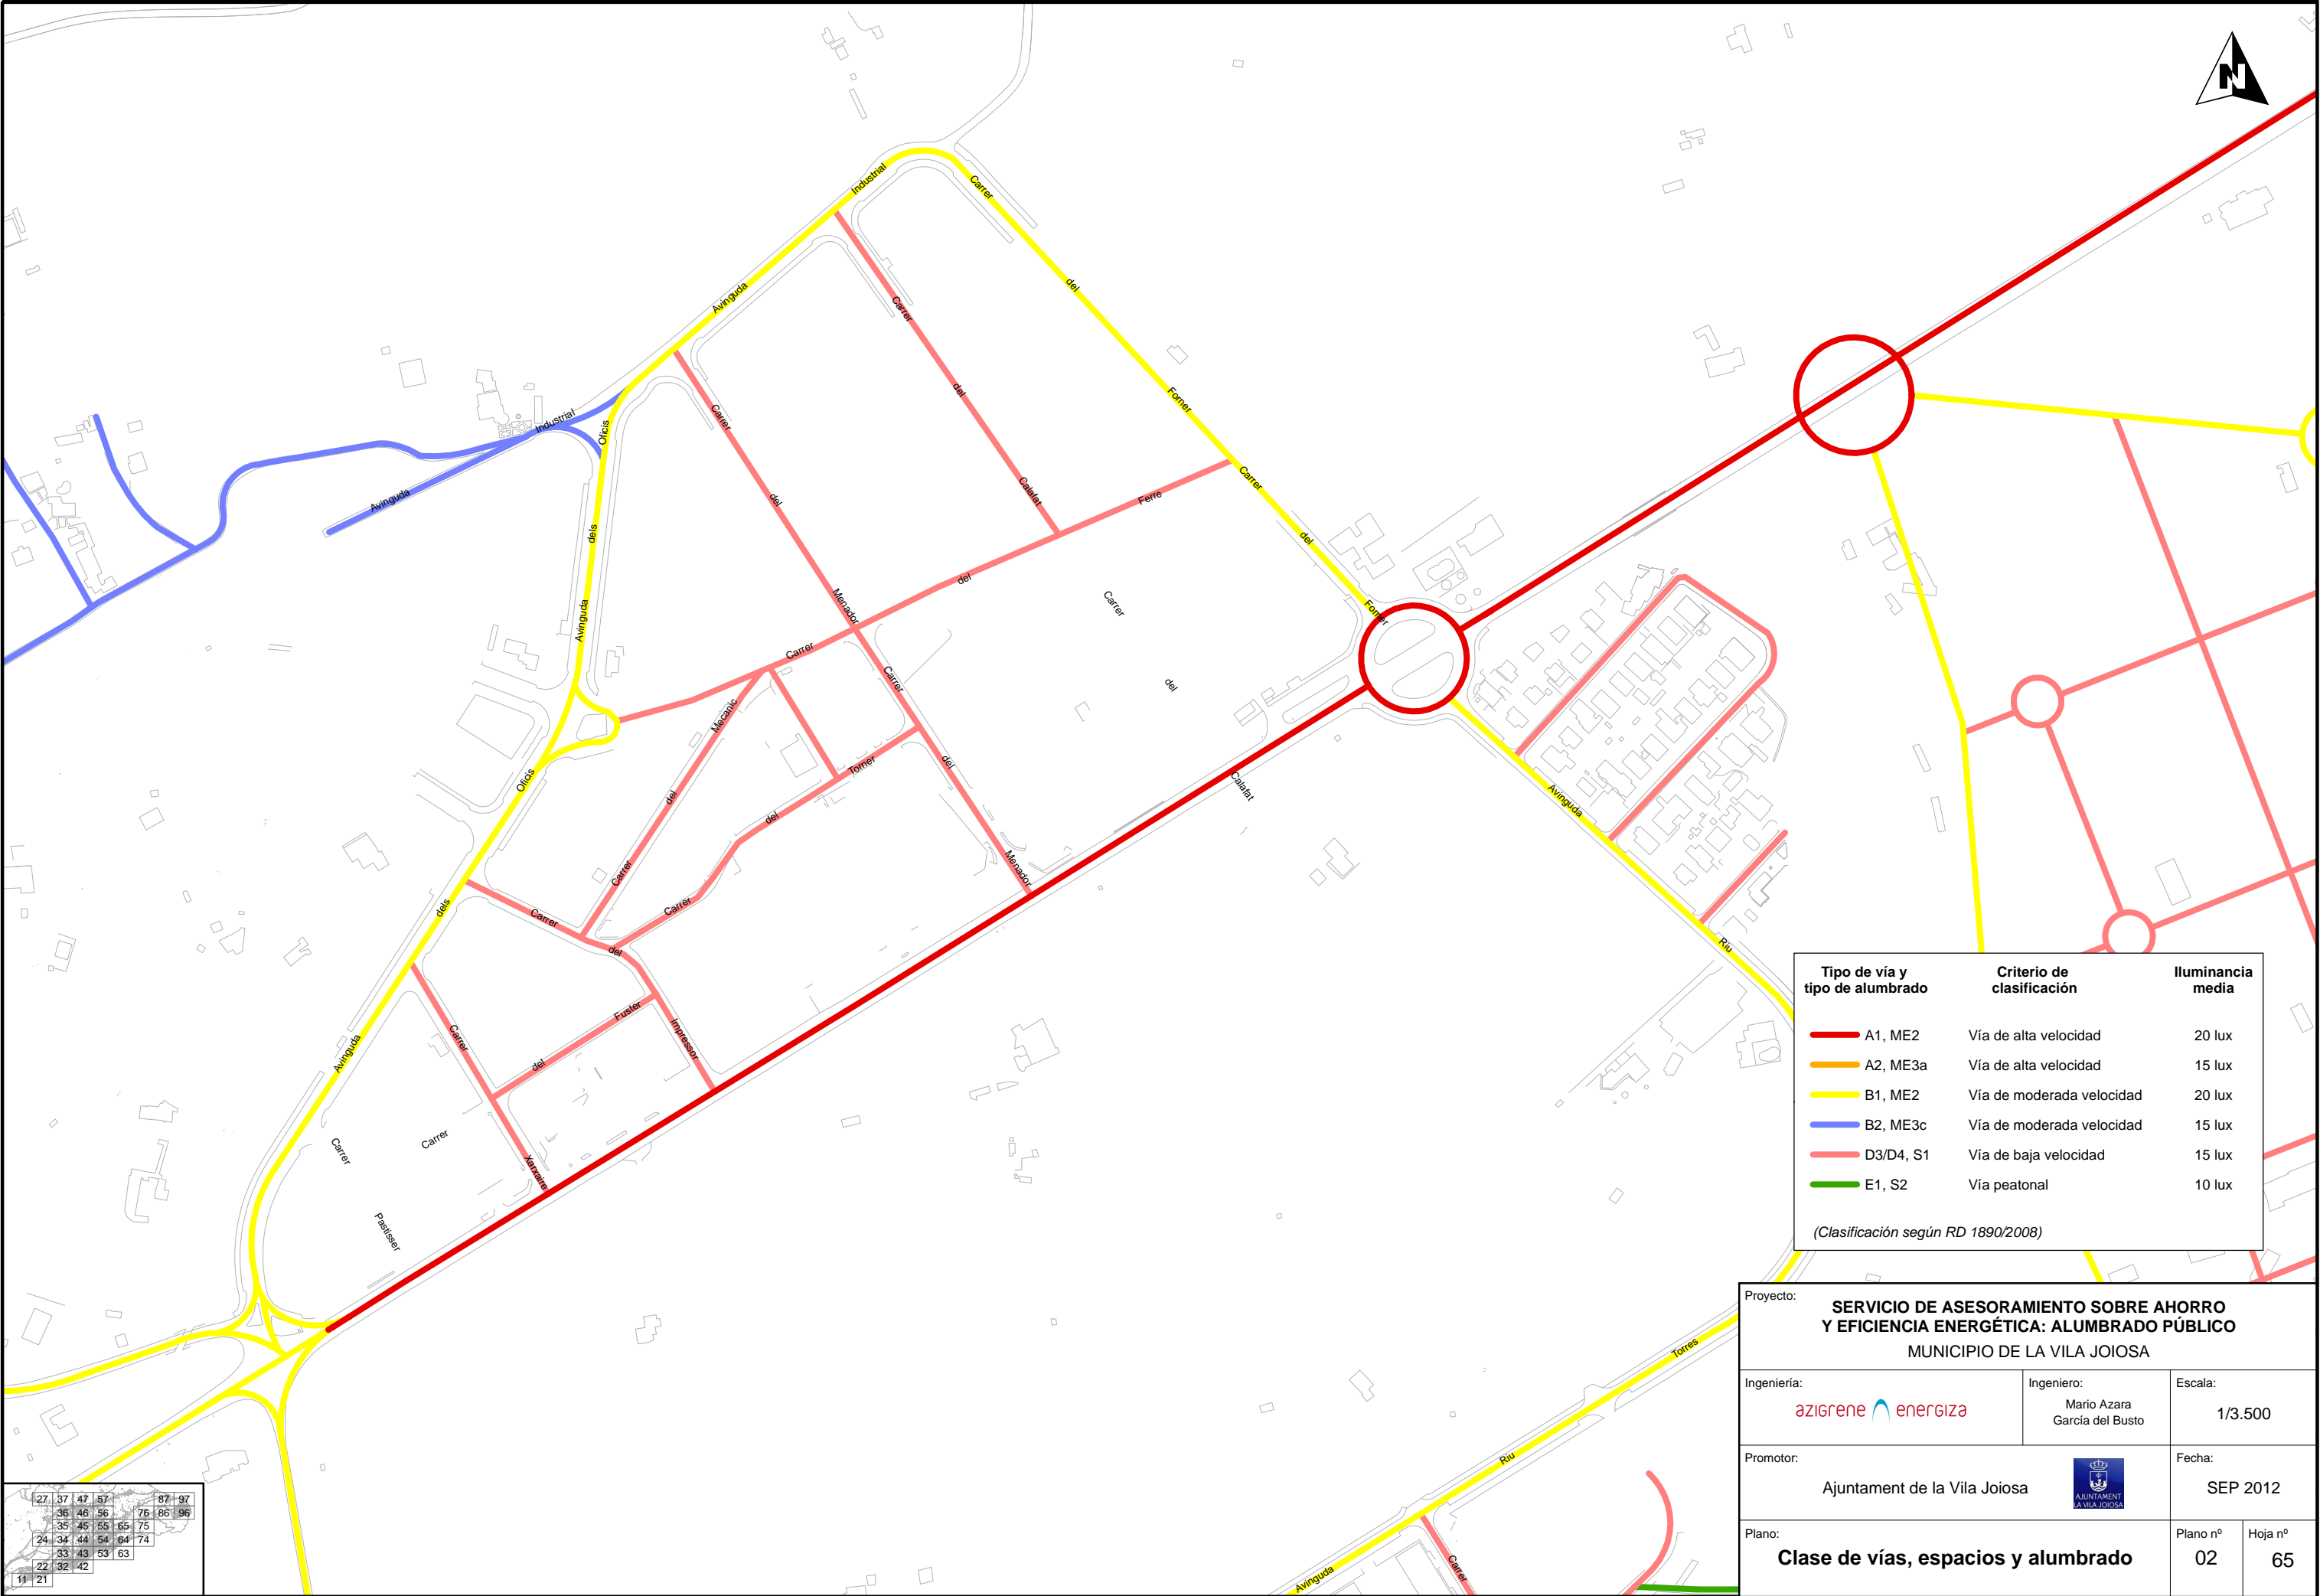 N
Industrial
Carrer
Avinguda
del
Carrer
del
Forner
Industrial
Oficis
Carrer
del
Calafat
Ferre
Carrer
del
Forner
Avinguda
dels
Avinguda
del
Menador
del
Carrer
Carrer
del
Calafat
Carrer
del
Menador
Carrer
del
Mecanic
Carrer
del
Torner
Oficis
dels
Avinguda
Carrer
del
Impressor
Carrer
Xarxaire
del
Fuster
Carrer
Pastisser
Carrer
Avinguda
Riu
Torres
Riu
Avinguda
Carrer
Tipo de vía y tipo de alumbrado
Criterio de clasificación
Iluminancia media
A1, ME2 Vía de alta velocidad 20 lux
A2, ME3a Vía de alta velocidad 15 lux
B1, ME2 Vía de moderada velocidad 20 lux
B2, ME3c Vía de moderada velocidad 15 lux
D3/D4, S1 Vía de baja velocidad 15 lux
E1, S2 Vía peatonal 10 lux
(Clasificación según RD 1890/2008)
Proyecto:
SERVICIO DE ASESORAMIENTO SOBRE AHORRO
Y EFICIENCIA ENERGÉTICA: ALUMBRADO PÚBLICO
MUNICIPIO DE LA VILA JOIOSA
Ingeniería:
azigrene energiza
Ingeniero:
Mario Azara
García del Busto
Escala:
1/3.500
Promotor:
Ajuntament de la Vila Joiosa
AJUNTAMENT
LA VILA JOIOSA
Fecha:
SEP 2012
Plano:
Clase de vías, espacios y alumbrado
Plano nº
02
Hoja nº
65
27 37 47 57 87 97
36 46 56 76 86 96
35 45 55 65 75
24 34 44 54 64 74
33 43 53 63
22 32 42
11 21